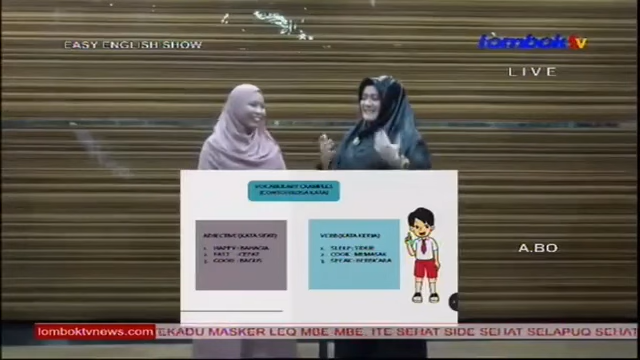 EASY ENGLISH SHOW
lomboktv
LIVE
VOCABULARY EXAMPLES
(CONTOH KOSA KATA)
ADJECTIVE (KATA SIFAT)
1. HAPPY : BAHAGIA
2. FAST : CEPAT
3. GOOD : BAGUS
VERB (KATA KERJA)
1. SLEEP : TIDUR
2. COOK : MEMASAK
3. SPEAK : BERBICARA
A.BO
lomboktvnews.com TEKADU MASKER LEQ MBE-MBE, ITE SEHAT SIDE SEHAT SELAPUQ SEHAT